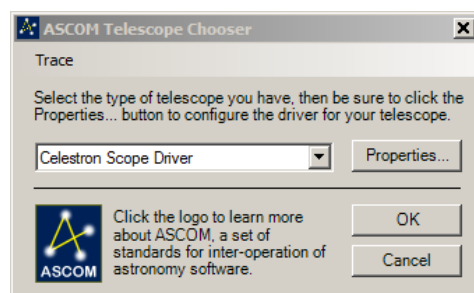 ASCOM Telescope Chooser
Trace
Select the type of telescope you have, then be sure to click the
Properties... button to configure the driver for your telescope.
Celestron Scope Driver
Properties...
Click the logo to learn more
about ASCOM, a set of
standards for inter-operation of
astronomy software.
ASCOM
OK
Cancel